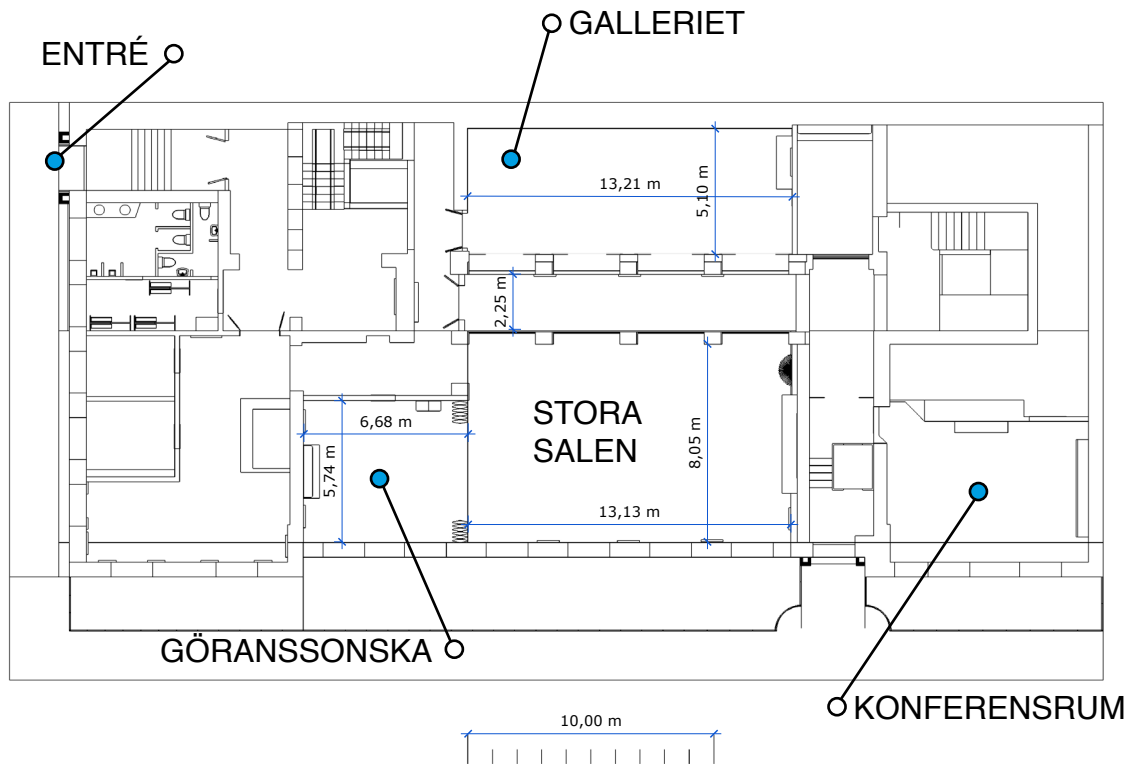 GALLERIET
ENTRÉ
13,21 m
5,10 m
2,25 m
STORA
SALEN
6,68 m
5,74 m
8,05 m
13,13 m
GÖRANSSONSKA
KONFERENSRUM
10,00 m